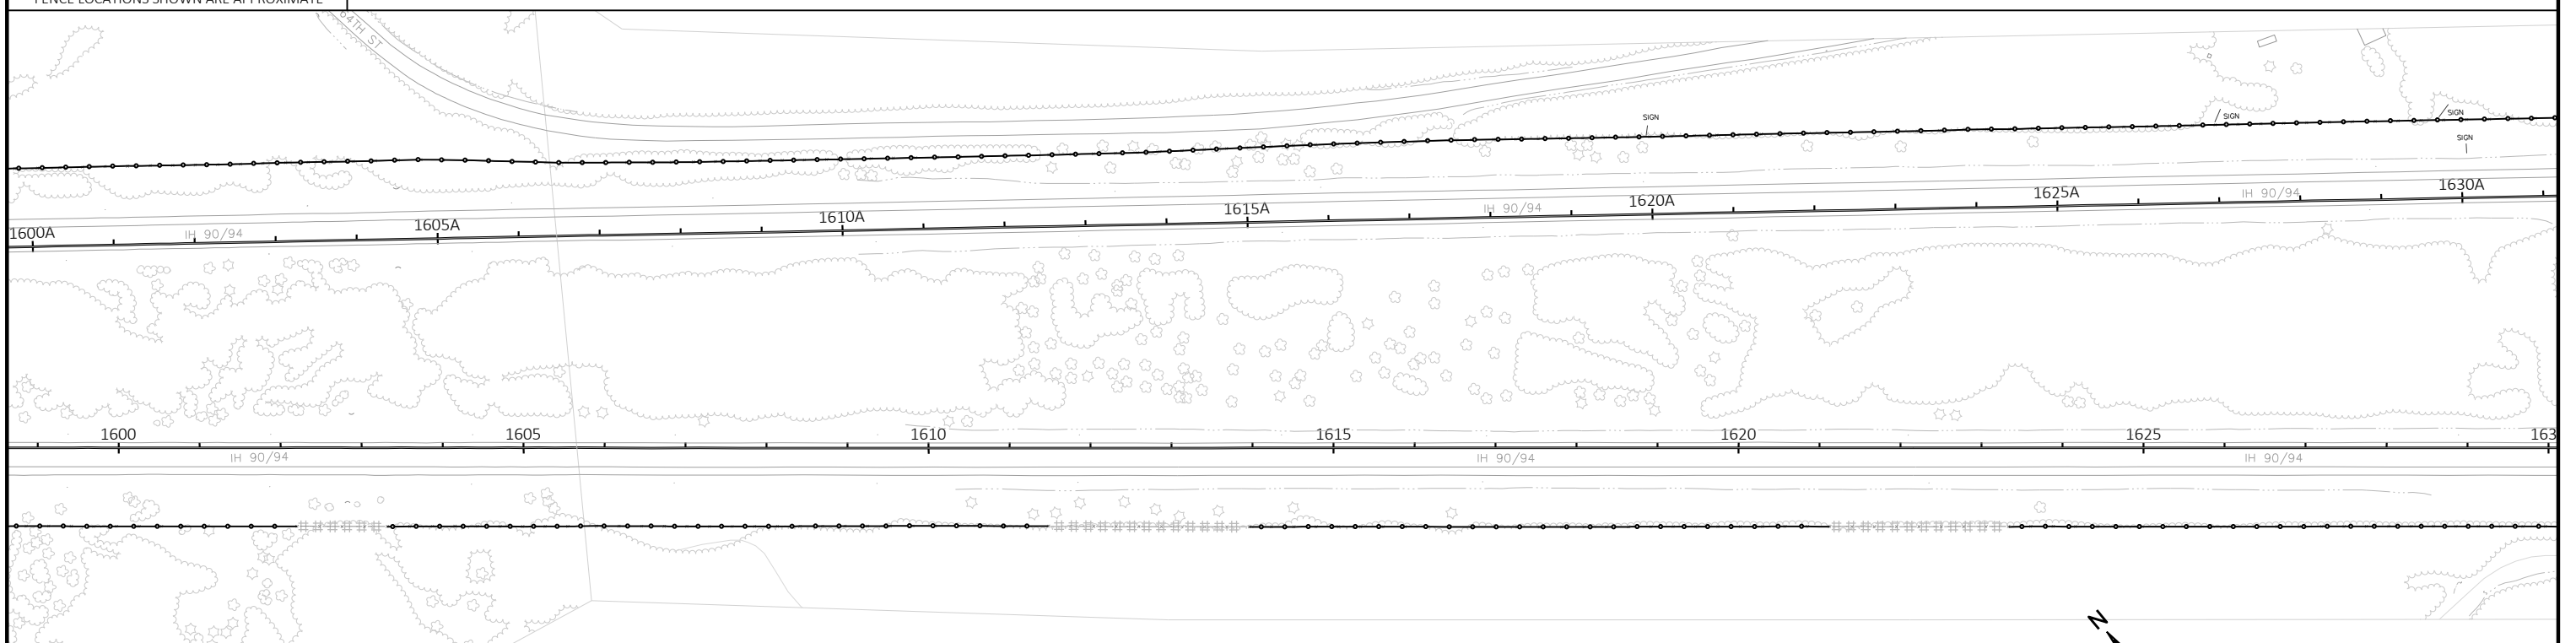 FENCE LOCATIONS SHOWN ARE APPROXIMATE
64TH ST
SIGN
SIGN
SIGN
SIGN
1600A
IH 90/94
1605A
1610A
1615A
IH 90/94
1620A
1625A
IH 90/94
1630A
1600
1605
1610
1615
1620
1625
163
IH 90/94
IH 90/94
IH 90/94
N